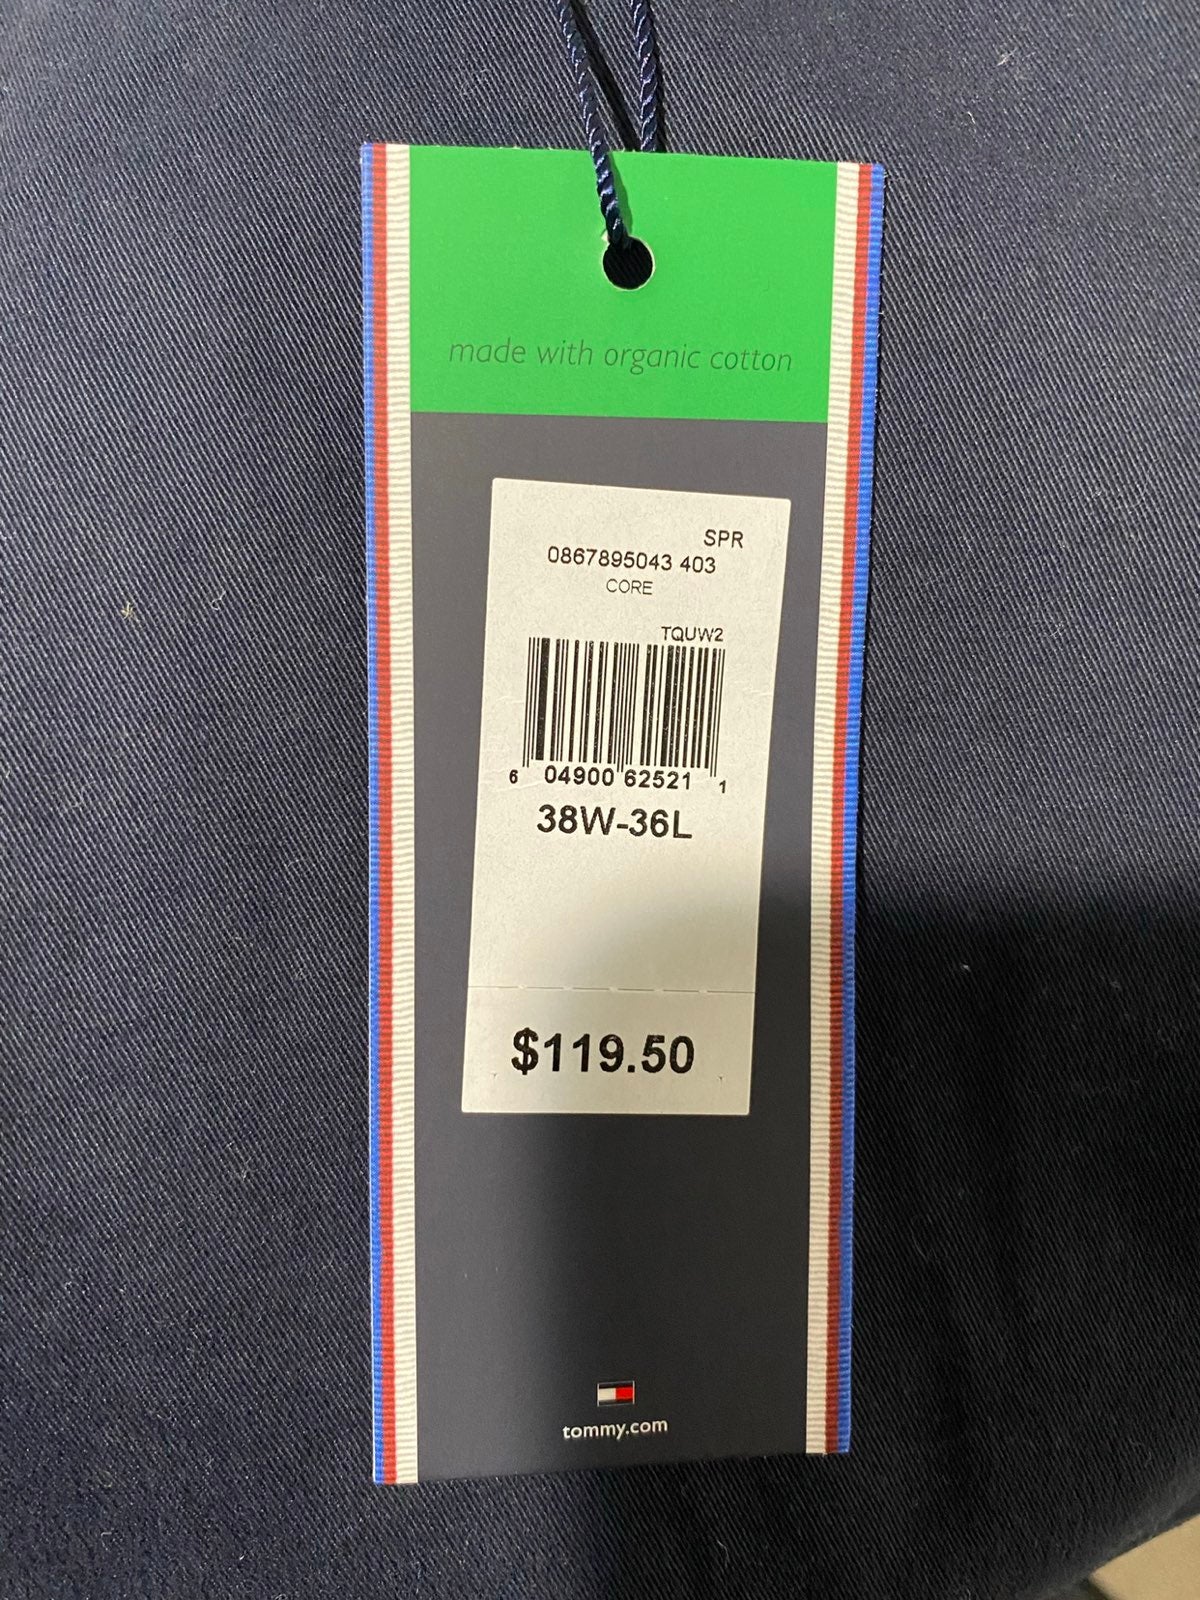 made with organic cotton
SPR
0867895043 403
CORE
TQUW2
6 04900 62521 1
38W-36L
$119.50
tommy.com